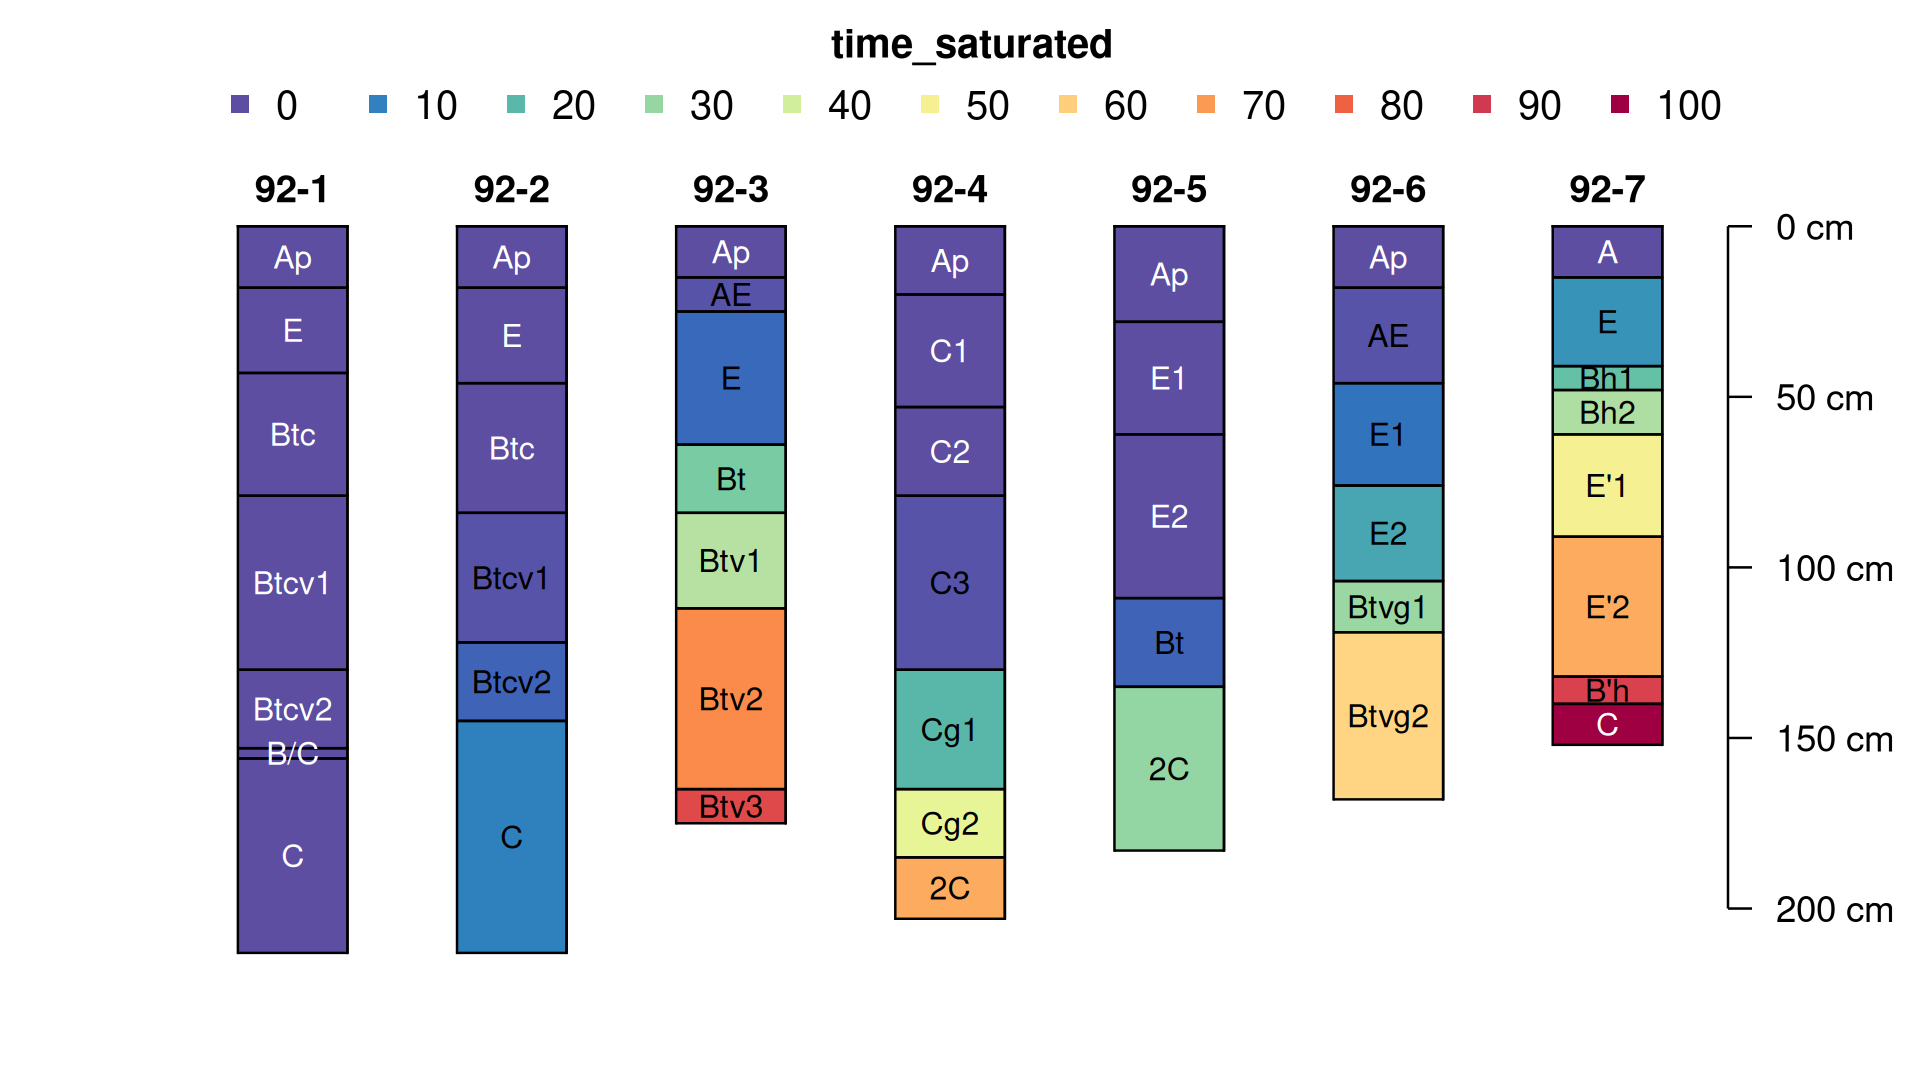 time_saturated
0 10 20 30 40 50 60 70 80 90 100
92-1 92-2 92-3 92-4 92-5 92-6 92-7
Ap
E
Btc
Btcv1
Btcv2
B/C
C
Ap
E
Btc
Btcv1
Btcv2
C
Ap
AE
E
Bt
Btv1
Btv2
Btv3
Ap
C1
C2
C3
Cg1
Cg2
2C
Ap
E1
E2
Bt
2C
Ap
AE
E1
E2
Btvg1
Btvg2
A
E
Bh1
Bh2
E'1
E'2
B'h
C
0 cm
50 cm
100 cm
150 cm
200 cm